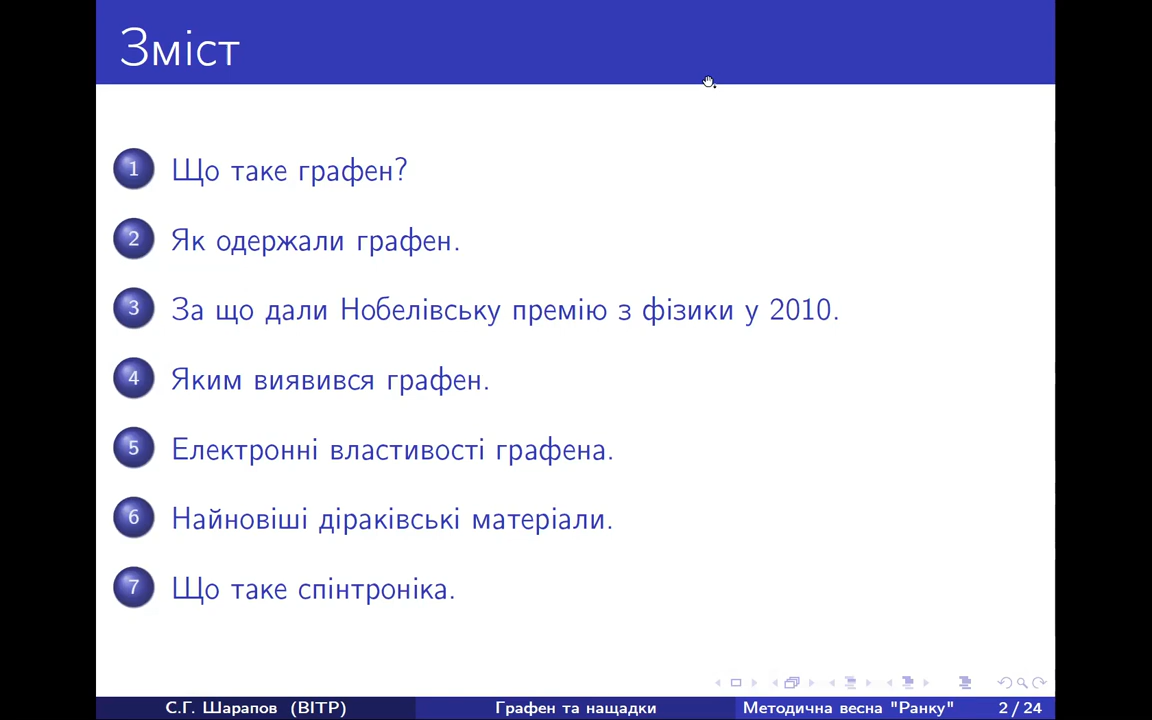 Зміст
1 Що таке графен?
2 Як одержали графен.
3 За що дали Нобелівську премію з фізики у 2010.
4 Яким виявився графен.
5 Електронні властивості графена.
6 Найновіші діраківські матеріали.
7 Що таке спінтроніка.
С.Г. Шарапов (ВІТР) Графен та нащадки Методична весна "Ранку" 2 / 24